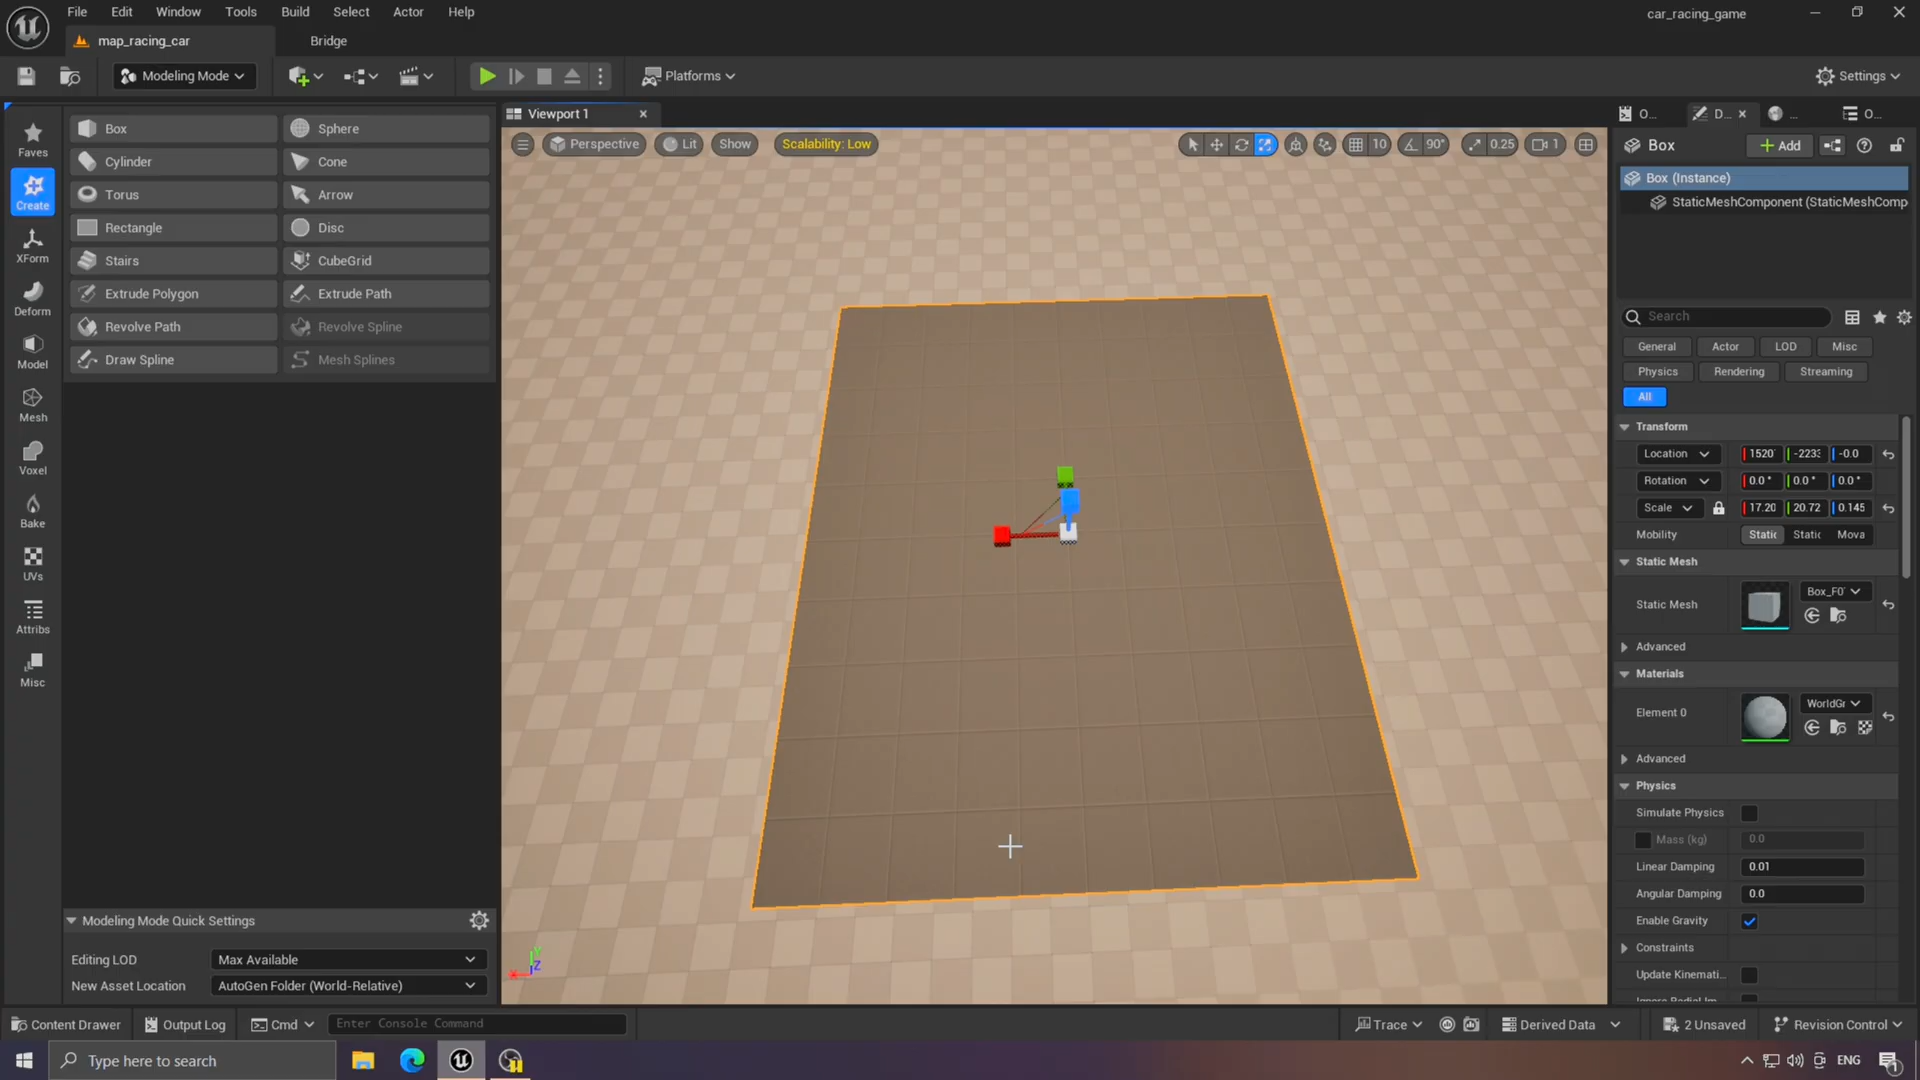 File Edit Window Tools Build Select Actor Help
car_racing_game
map_racing_car
Bridge
Modeling Mode
Platforms
Settings
Viewport 1
O...
D...
...
O...
Faves
Create
XForm
Deform
Model
Mesh
Voxel
Bake
UVs
Attribs
Misc
Box
Sphere
Cylinder
Cone
Torus
Arrow
Rectangle
Disc
Stairs
CubeGrid
Extrude Polygon
Extrude Path
Revolve Path
Revolve Spline
Draw Spline
Mesh Splines
Perspective
Lit
Show
Scalability: Low
10
90°
0.25
1
Box
Add
Box (Instance)
StaticMeshComponent (StaticMeshComp
Search
General
Actor
LOD
Misc
Physics
Rendering
Streaming
All
Transform
Location 1520 -223 -0.0
Rotation 0.0 ° 0.0 ° 0.0 °
Scale 17.20 20.72 0.145
Mobility Static Static Mova
Static Mesh
Static Mesh Box_F0
Advanced
Materials
Element 0 WorldGr
Advanced
Physics
Simulate Physics
Mass (kg) 0.0
Linear Damping 0.01
Angular Damping 0.0
Enable Gravity
Constraints
Update Kinemati...
Y
Z
X
Modeling Mode Quick Settings
Editing LOD Max Available
New Asset Location AutoGen Folder (World-Relative)
Content Drawer
Output Log
Cmd
Enter Console Command
Trace
Derived Data
2 Unsaved
Revision Control
Type here to search
ENG
1